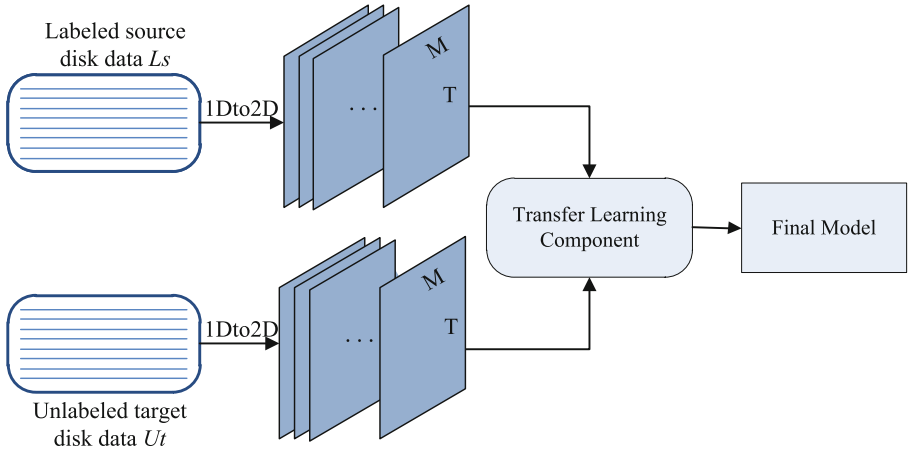 Labeled source
disk data Ls
1Dto2D
M
T
...
Transfer Learning
Component
Final Model
1Dto2D
M
T
...
Unlabeled target
disk data Ut